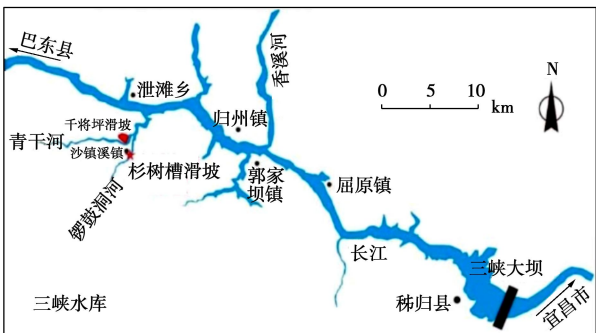 巴东县
泄滩乡
香溪河
N
0 5 10
km
千将坪滑坡
归州镇
青干河
沙镇溪镇
杉树槽滑坡
郭家
坝镇
屈原镇
锣鼓洞河
长江
三峡大坝
三峡水库
秭归县
宜昌市